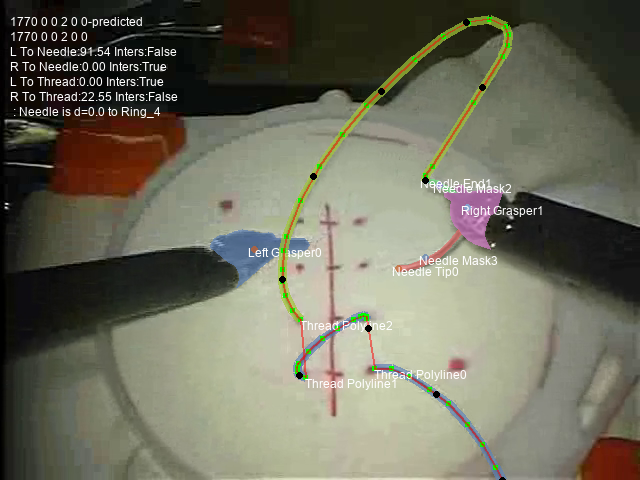 1770 0 0 2 0 0-predicted
1770 0 0 2 0 0
L To Needle:91.54 Inters:False
R To Needle:0.00 Inters:True
L To Thread:0.00 Inters:True
R To Thread:22.55 Inters:False
: Needle is d=0.0 to Ring_4
Needle End1
Needle Mask2
Right Grasper1
Left Grasper0
Needle Mask3
Needle Tip0
Thread Polyline2
Thread Polyline0
Thread Polyline1